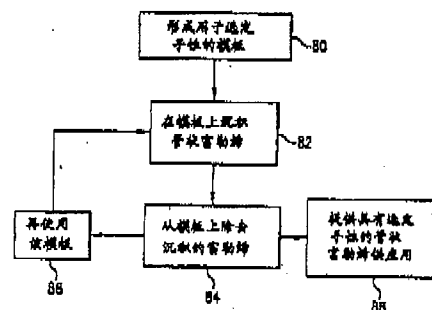 形成用于选定
手性的模板
80
在模板上沉积
管状富勒烯
82
从模板上除去
沉积的富勒烯
84
再使用
该模板
86
提供具有选定
手性的管状
富勒烯供应用
88